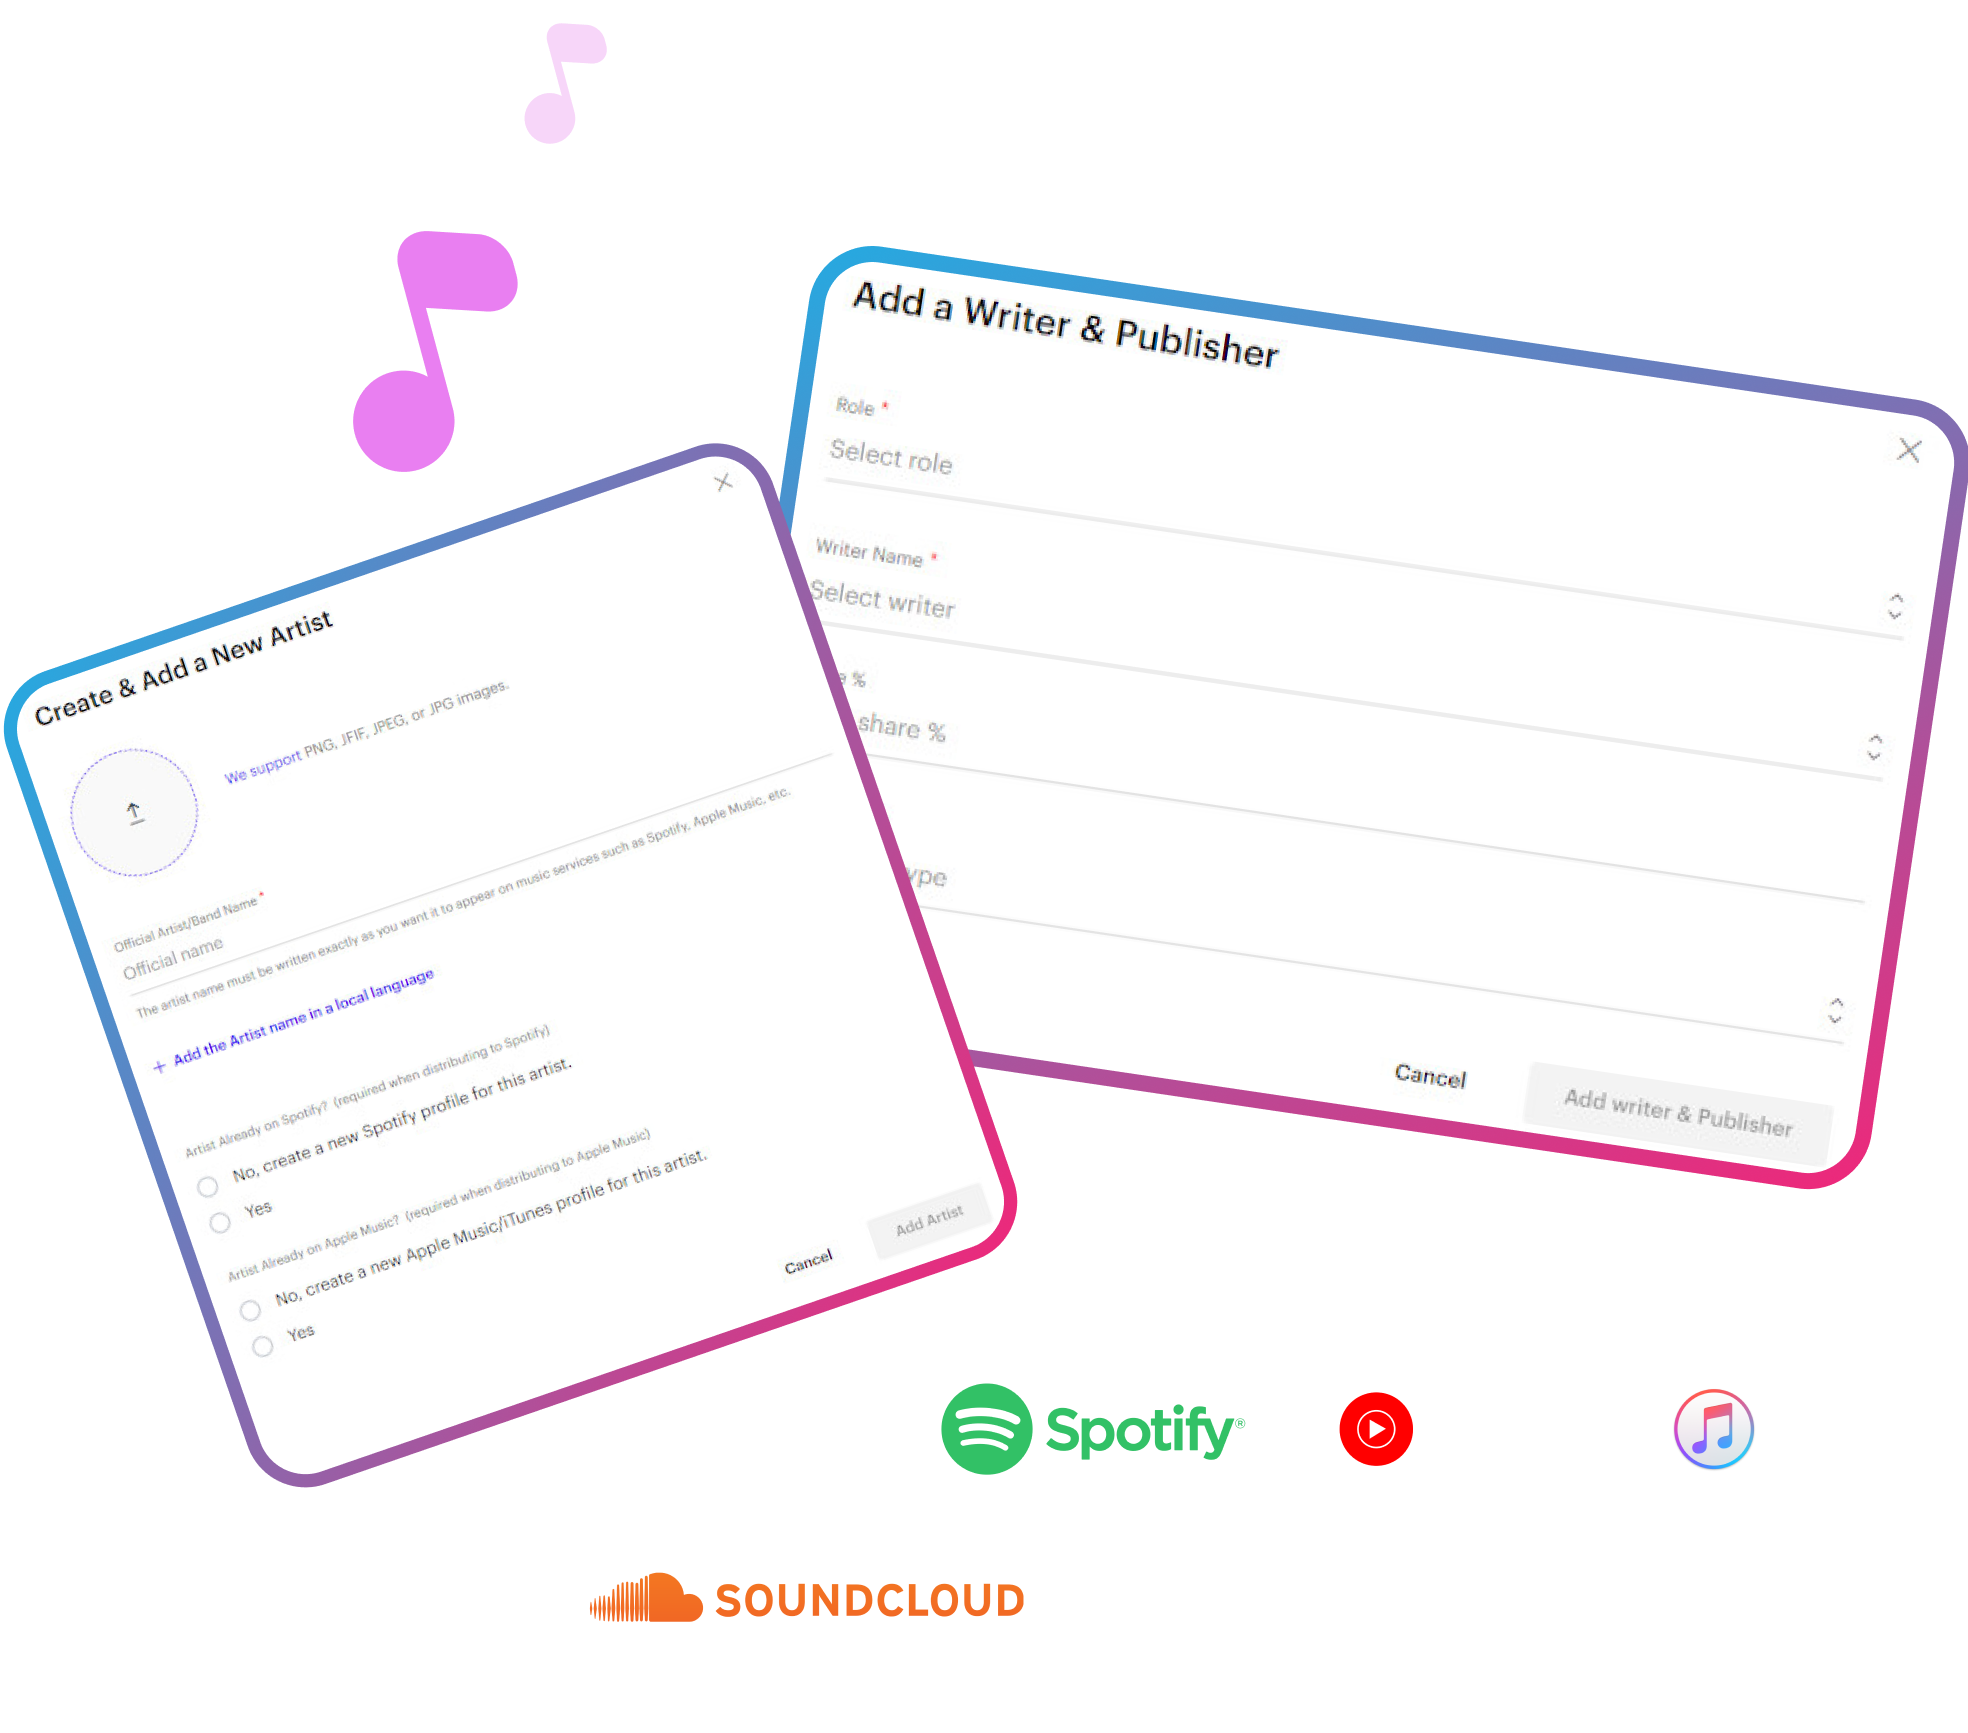 Add a Writer & Publisher
Role *
Select role
Writer Name *
Select writer
%
share %
Cancel
Add writer & Publisher
Create & Add a New Artist
We support PNG, JFIF, JPEG, or JPG images.
Official Artist/Band Name *
Official name
The artist name must be written exactly as you want it to appear on music services such as Spotify, Apple Music, etc.
+ Add the Artist name in a local language
Artist Already on Spotify? (required when distributing to Spotify)
No, create a new Spotify profile for this artist.
Yes
Artist Already on Apple Music? (required when distributing to Apple Music)
No, create a new Apple Music/iTunes profile for this artist.
Yes
Cancel
Add Artist
Spotify®
SOUNDCLOUD